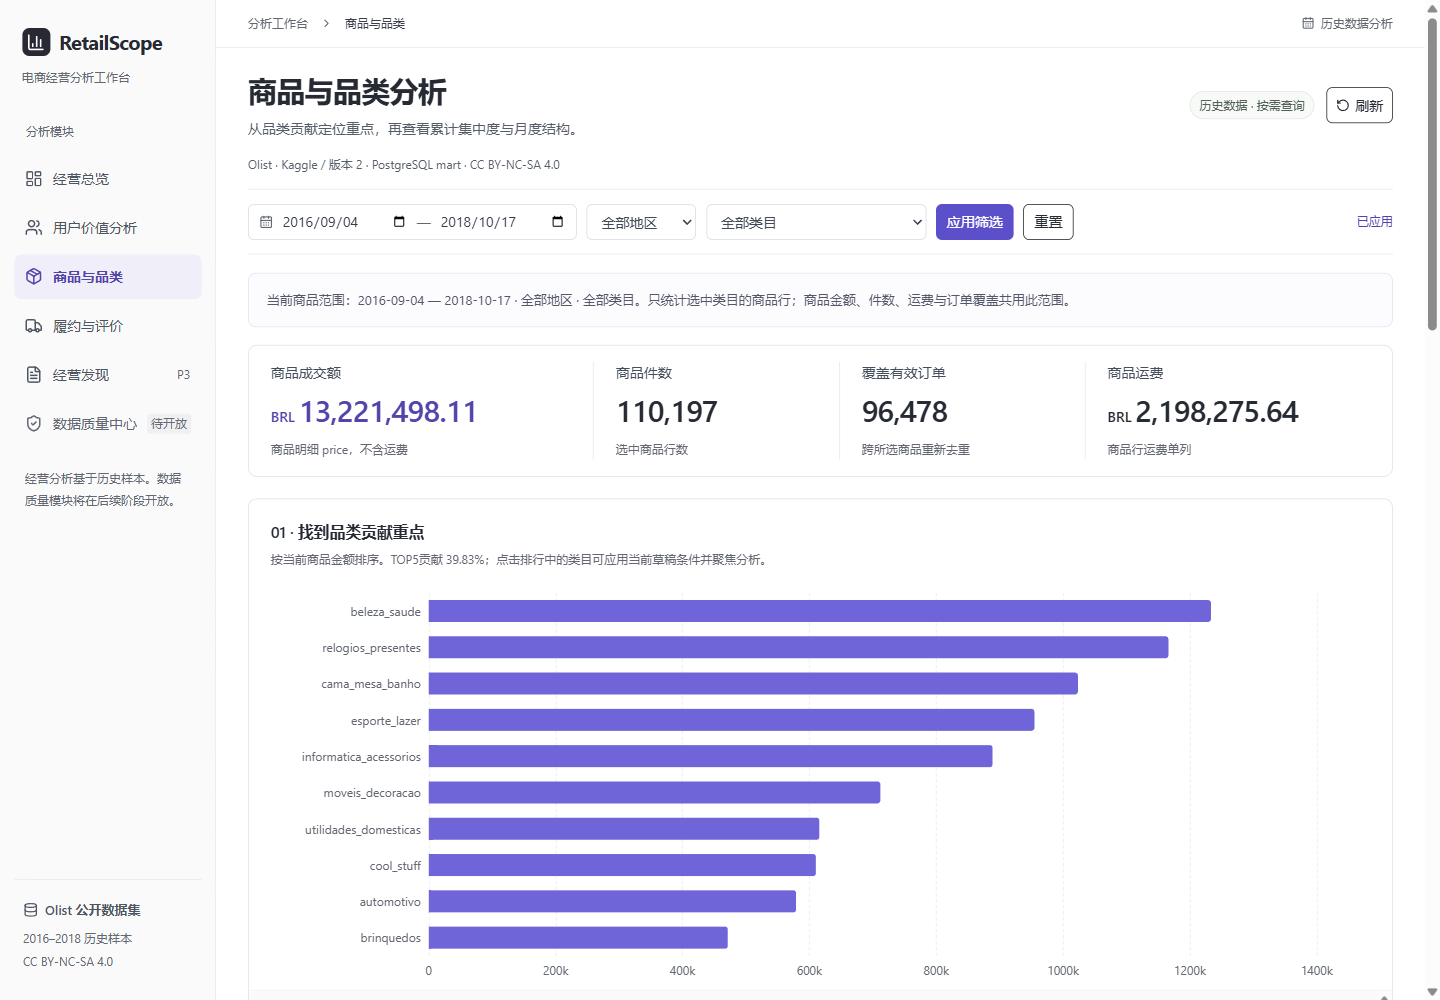 RetailScope
电商经营分析工作台
分析模块
经营总览
用户价值分析
商品与品类
履约与评价
经营发现 P3
数据质量中心 待开放
经营分析基于历史样本。数据
质量模块将在后续阶段开放。
Olist 公开数据集
2016–2018 历史样本
CC BY-NC-SA 4.0
分析工作台 > 商品与品类
历史数据分析
商品与品类分析
从品类贡献定位重点，再查看累计集中度与月度结构。
Olist · Kaggle / 版本 2 · PostgreSQL mart · CC BY-NC-SA 4.0
历史数据 · 按需查询
刷新
2016/09/04 — 2018/10/17
全部地区
全部类目
应用筛选
重置
已应用
当前商品范围：2016-09-04 — 2018-10-17 · 全部地区 · 全部类目。只统计选中类目的商品行；商品金额、件数、运费与订单覆盖共用此范围。
商品成交额
BRL 13,221,498.11
商品明细 price，不含运费
商品件数
110,197
选中商品行数
覆盖有效订单
96,478
跨所选商品重新去重
商品运费
BRL 2,198,275.64
商品行运费单列
01 · 找到品类贡献重点
按当前商品金额排序。TOP5贡献 39.83%；点击排行中的类目可应用当前草稿条件并聚焦分析。
beleza_saude
relogios_presentes
cama_mesa_banho
esporte_lazer
informatica_acessorios
moveis_decoracao
utilidades_domesticas
cool_stuff
automotivo
brinquedos
0 200k 400k 600k 800k 1000k 1200k 1400k